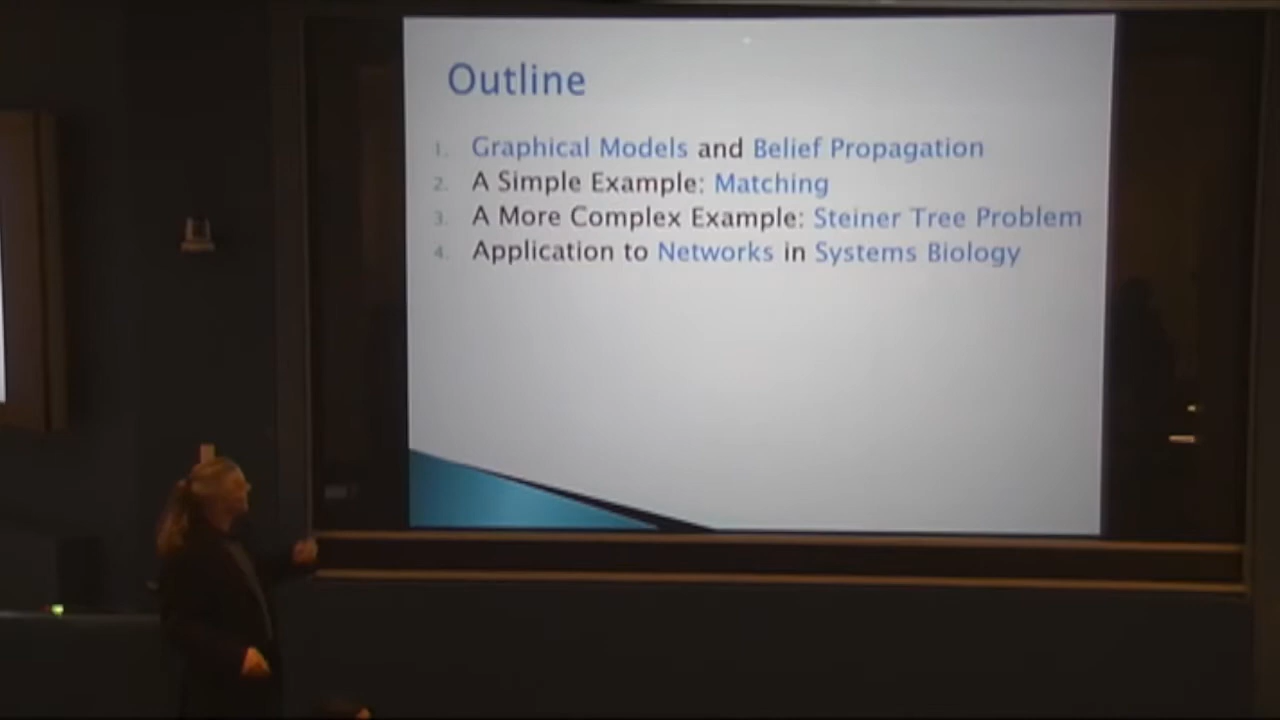 Outline
1. Graphical Models and Belief Propagation
2. A Simple Example: Matching
3. A More Complex Example: Steiner Tree Problem
4. Application to Networks in Systems Biology